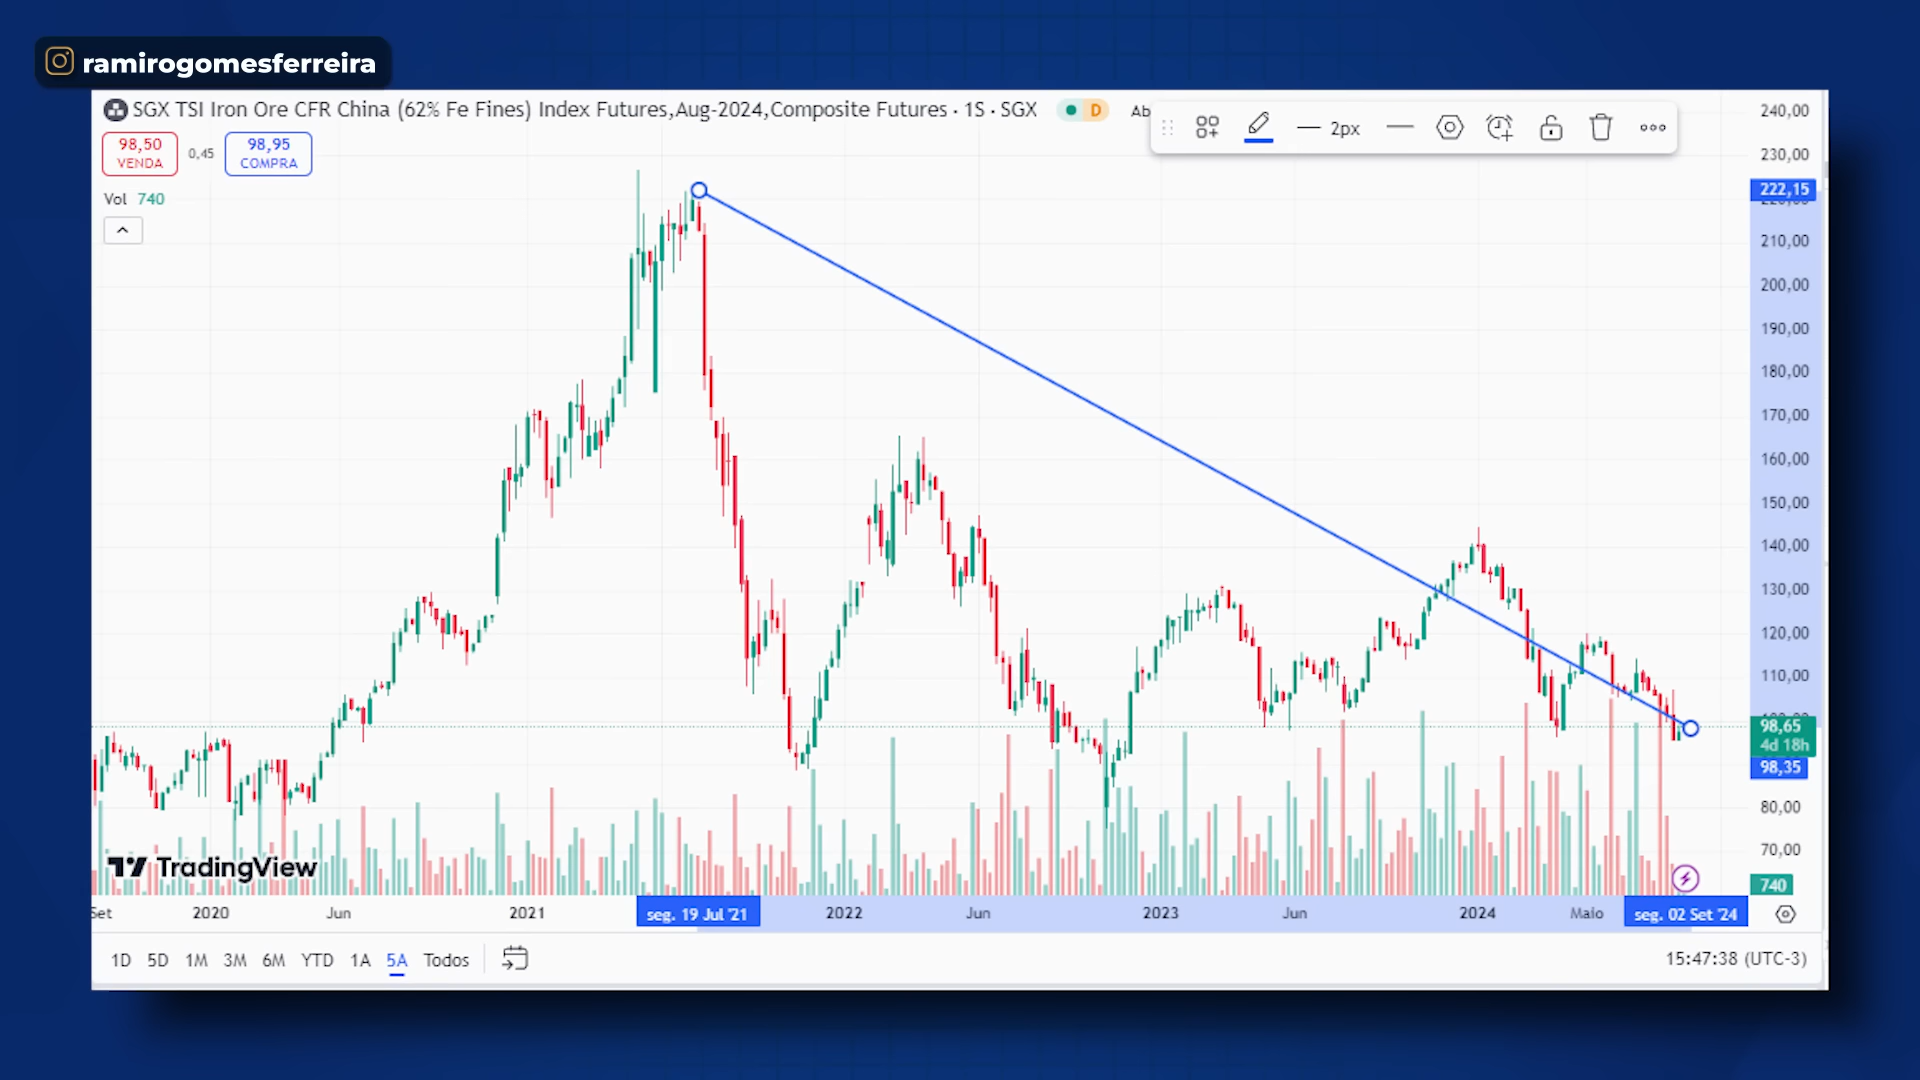 ramirogomesferreira
SGX TSI Iron Ore CFR China (62% Fe Fines) Index Futures,Aug-2024,Composite Futures · 1S · SGX
D
Ab
98,50
VENDA
0,45
98,95
COMPRA
Vol 740
2px
240,00
230,00
222,15
210,00
200,00
190,00
180,00
170,00
160,00
150,00
140,00
130,00
120,00
110,00
98,65
4d 18h
98,35
80,00
70,00
740
TradingView
Set
2020
Jun
2021
seg. 19 Jul '21
2022
Jun
2023
Jun
2024
Maio
seg. 02 Set '24
1D 5D 1M 3M 6M YTD 1A 5A Todos
15:47:38 (UTC-3)